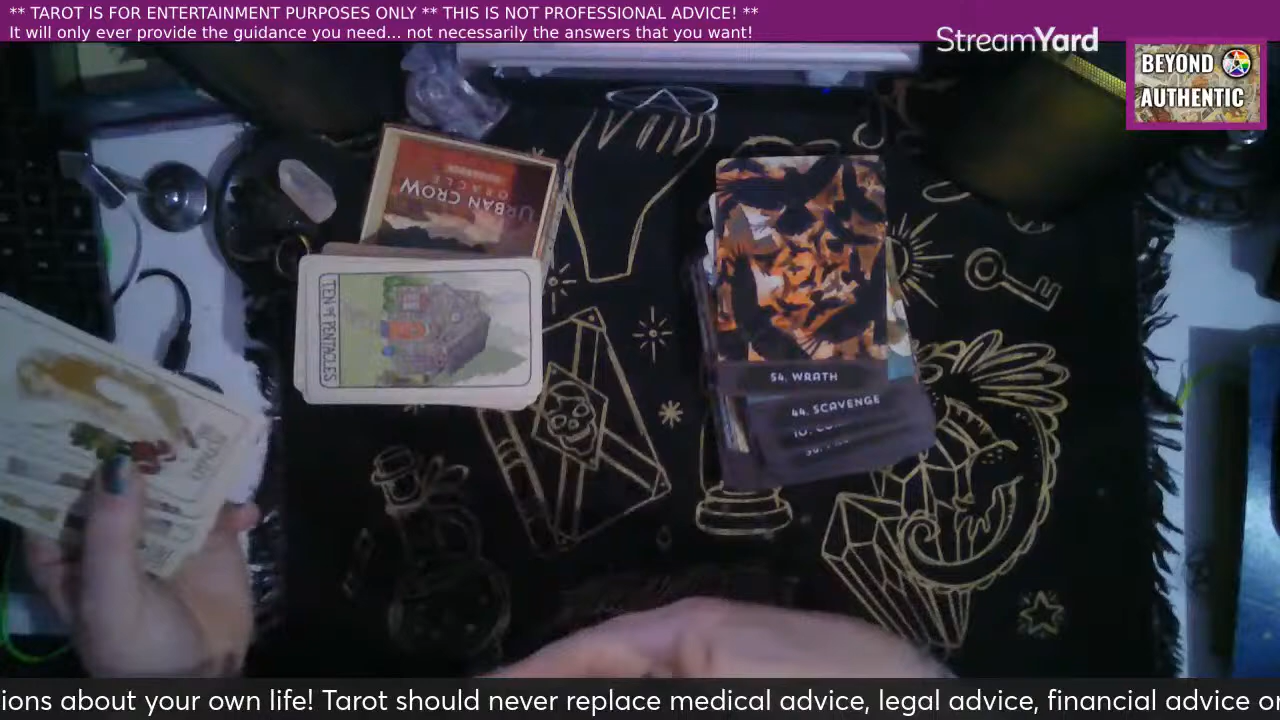 ** TAROT IS FOR ENTERTAINMENT PURPOSES ONLY ** THIS IS NOT PROFESSIONAL ADVICE! **
It will only ever provide the guidance you need... not necessarily the answers that you want!
StreamYard
BEYOND
AUTHENTIC
URBAN CROW
ORACLE
TEN OF PENTACLES
54. WRATH
44. SCAVENGE
ions about your own life! Tarot should never replace medical advice, legal advice, financial advice or